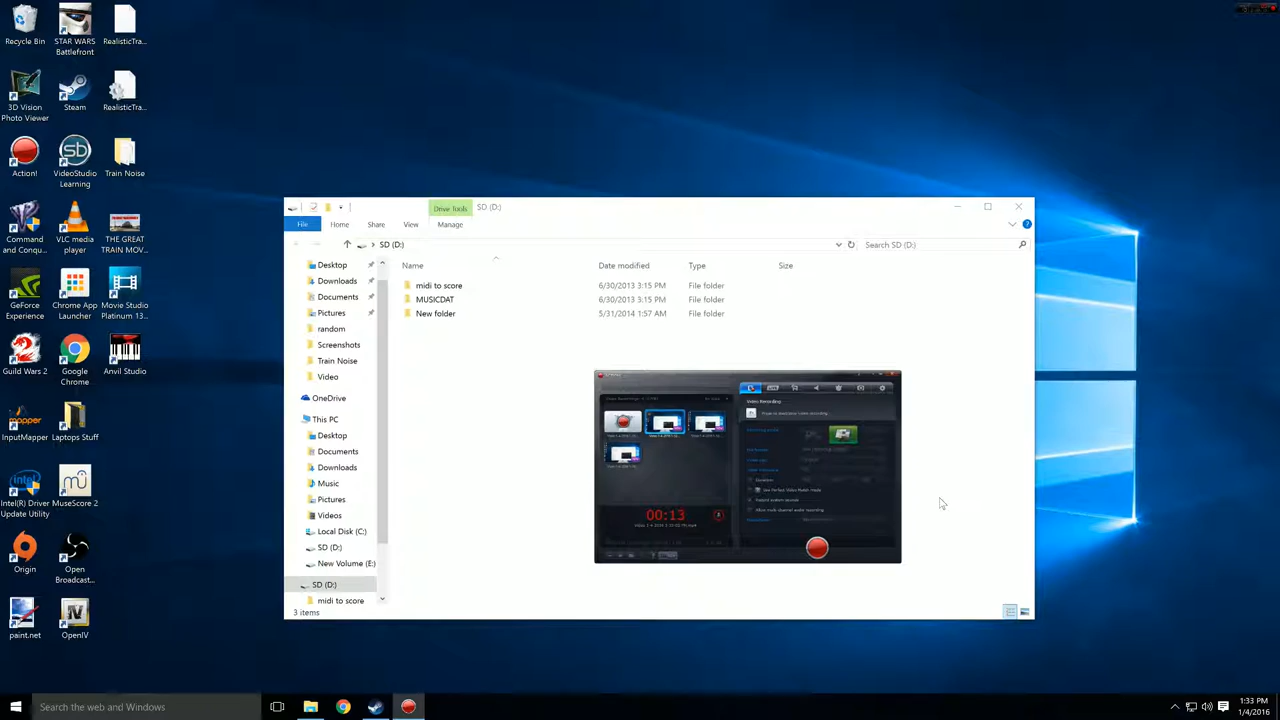 Recycle Bin
STAR WARS
Battlefront
RealisticTra...
3D Vision
Photo Viewer
Steam
RealisticTra...
Action!
VideoStudio
Learning
Train Noise
Command
and Conqu...
VLC media
player
THE GREAT
TRAIN MOV...
GeForce
Experience
Chrome App
Launcher
Movie Studio
Platinum 13...
Guild Wars 2
Google
Chrome
Anvil Studio
InputMapper
Laptops Stuff
Intel(R) Driver
Update Utility
MuseScore 2
Origin
Open
Broadcast...
paint.net
OpenIV
Drive Tools
SD (D:)
File
Home
Share
View
Manage
SD (D:)
Search SD (D:)
Name
Date modified
Type
Size
midi to score
6/30/2013 3:15 PM
File folder
MUSICDAT
6/30/2013 3:15 PM
File folder
New folder
5/31/2014 1:57 AM
File folder
Desktop
Downloads
Documents
Pictures
random
Screenshots
Train Noise
Video
OneDrive
This PC
Desktop
Documents
Downloads
Music
Pictures
Videos
Local Disk (C:)
SD (D:)
New Volume (E:)
SD (D:)
midi to score
3 items
Video Recording
00:13
Search the web and Windows
1:33 PM
1/4/2016